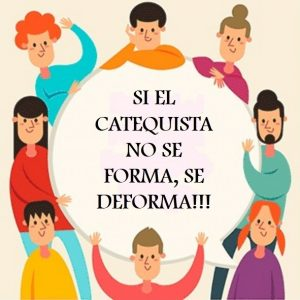 SI EL
CATEQUISTA
NO SE
FORMA, SE
DEFORMA!!!